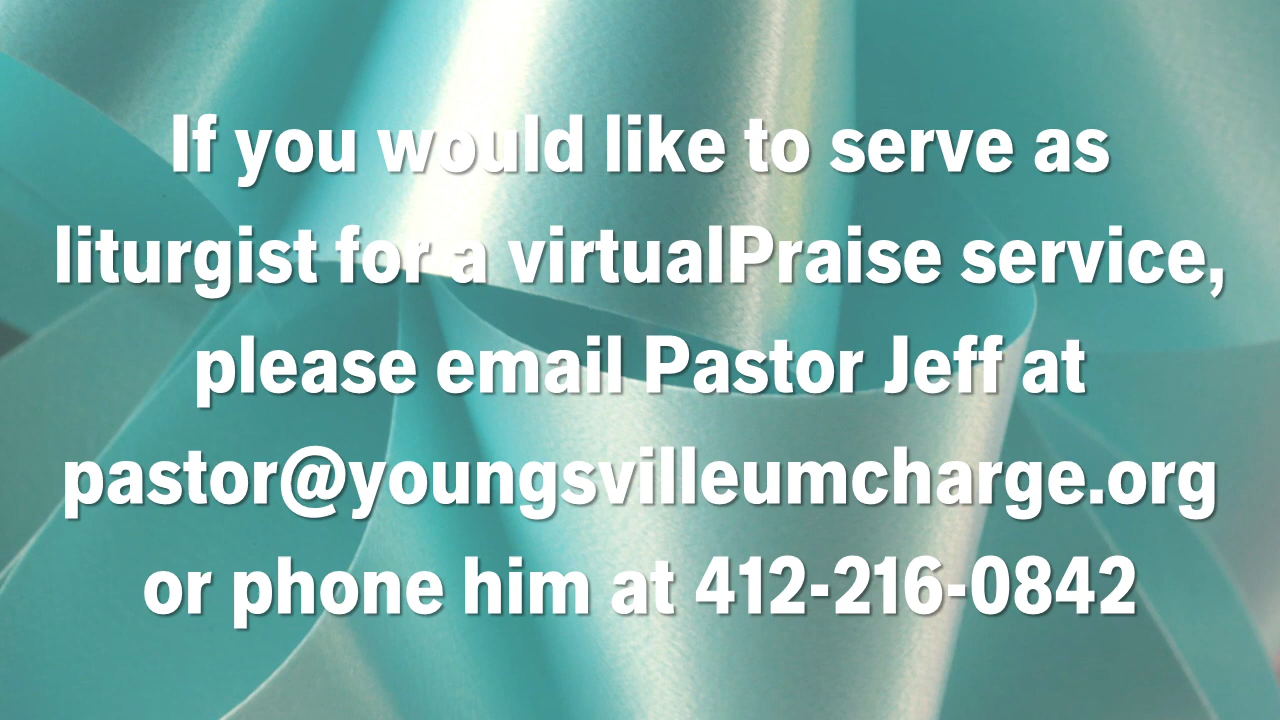 If you would like to serve as
liturgist for a virtualPraise service,
please email Pastor Jeff at
pastor@youngsvilleumcharge.org
or phone him at 412-216-0842